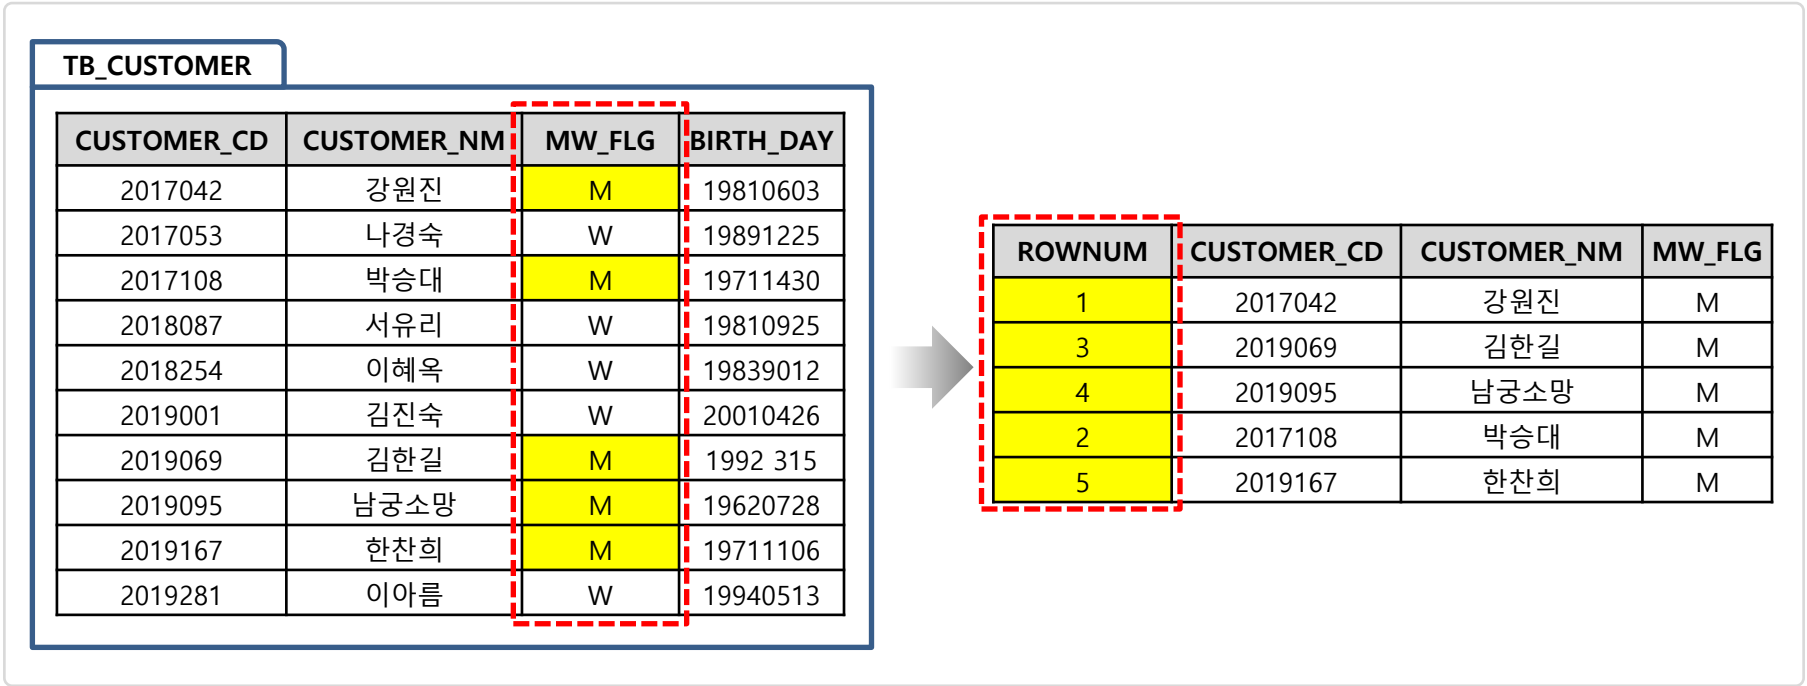 TB_CUSTOMER
CUSTOMER_CD CUSTOMER_NM MW_FLG BIRTH_DAY
2017042 강원진 M 19810603
2017053 나경숙 W 19891225
2017108 박승대 M 19711430
2018087 서유리 W 19810925
2018254 이혜옥 W 19839012
2019001 김진숙 W 20010426
2019069 김한길 M 1992 315
2019095 남궁소망 M 19620728
2019167 한찬희 M 19711106
2019281 이아름 W 19940513
ROWNUM CUSTOMER_CD CUSTOMER_NM MW_FLG
1 2017042 강원진 M
3 2019069 김한길 M
4 2019095 남궁소망 M
2 2017108 박승대 M
5 2019167 한찬희 M